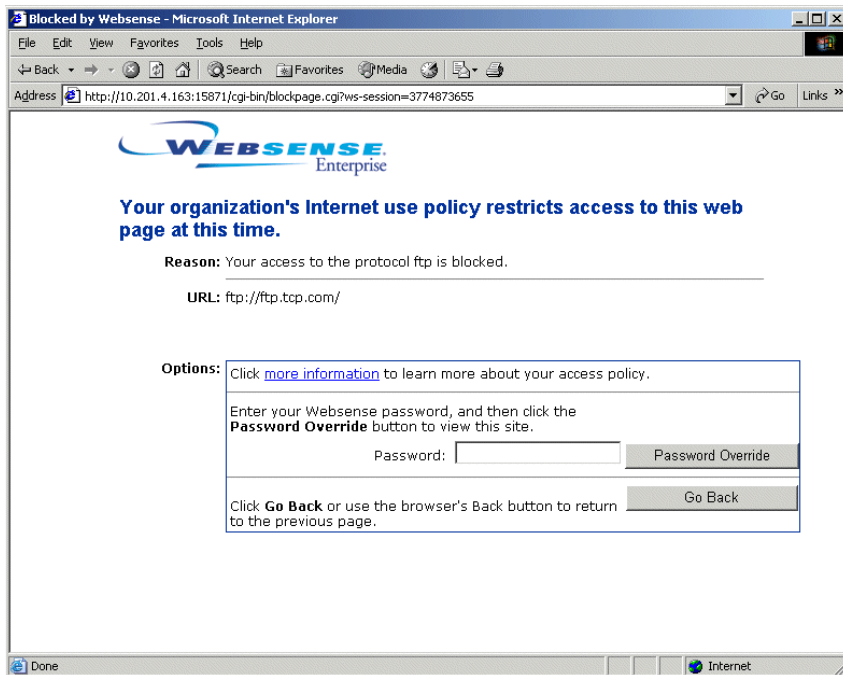 Blocked by Websense - Microsoft Internet Explorer
File Edit View Favorites Tools Help
Back Search Favorites Media
Address http://10.201.4.163:15871/cgi-bin/blockpage.cgi?ws-session=3774873655 Go Links »
WEBSENSE.
Enterprise
Your organization's Internet use policy restricts access to this web
page at this time.
Reason: Your access to the protocol ftp is blocked.
URL: ftp://ftp.tcp.com/
Options: Click more information to learn more about your access policy.
Enter your Websense password, and then click the
Password Override button to view this site.
Password: Password Override
Go Back
Click Go Back or use the browser's Back button to return
to the previous page.
Done Internet